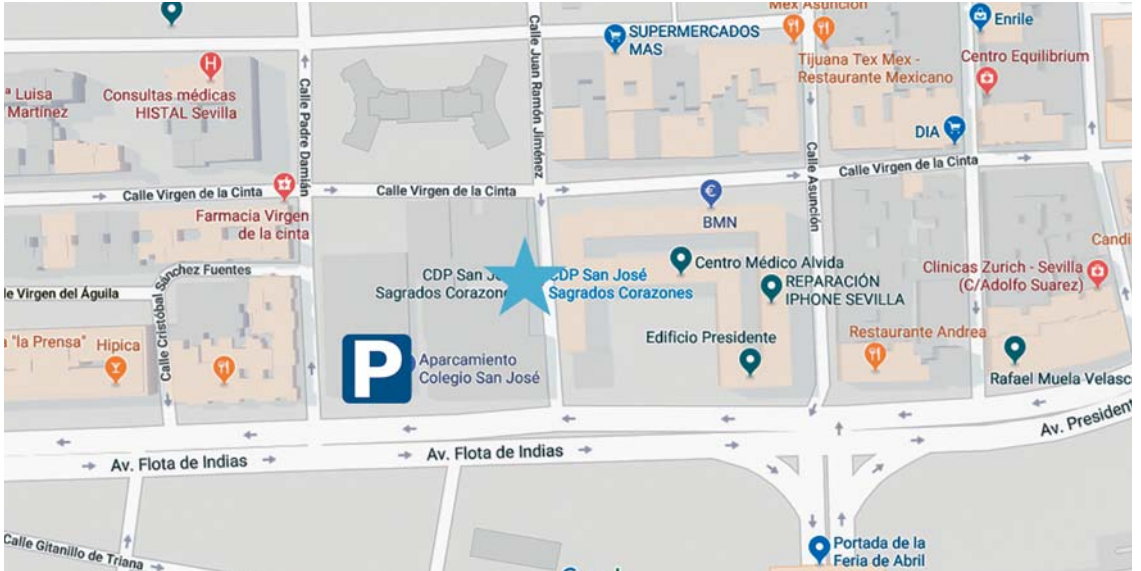 Mex Asunción
Enrile
SUPERMERCADOS
MAS
Calle Juan Ramón Jiménez
Tijuana Tex Mex -
Restaurante Mexicano
Centro Equilibrium
ª Luisa
Martínez
Consultas médicas
HISTAL Sevilla
Calle Padre Damián
DIA
Calle Virgen de la Cinta
Calle Virgen de la Cinta
Calle Virgen de la Cinta
Calle Asunción
BMN
Farmacia Virgen
de la cinta
Sánchez Fuentes
Calle Cristóbal
le Virgen del Águila
CDP San Jo
Sagrados Corazone
CDP San José
Sagrados Corazones
Centro Médico Alvida
REPARACIÓN
IPHONE SEVILLA
Candi
Clinicas Zurich - Sevilla
(C/Adolfo Suarez)
a "la Prensa"
Hipica
P
Aparcamiento
Colegio San José
Edificio Presidente
Restaurante Andrea
Rafael Muela Velasc
Av. President
Av. Flota de Indias
Av. Flota de Indias
Calle Gitanillo de Triana
Portada de la
Feria de Abril